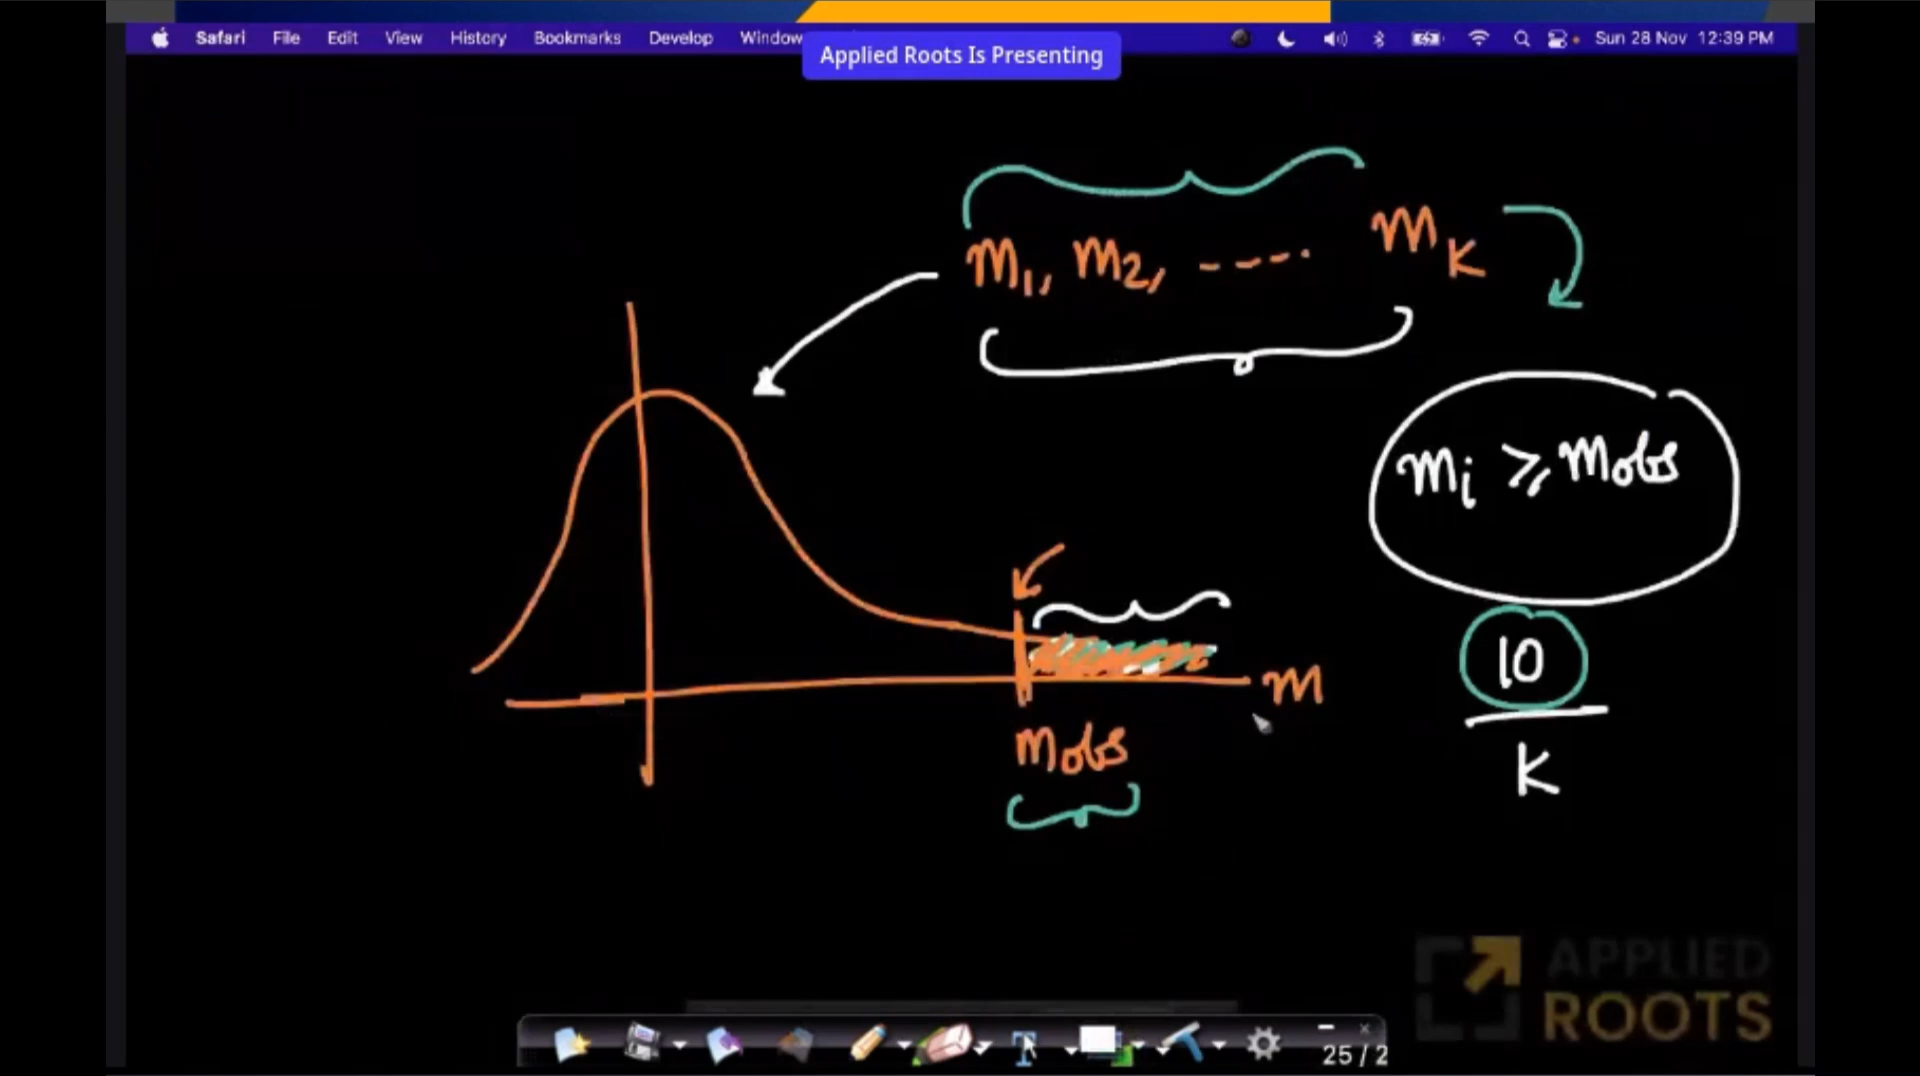 Safari File Edit View History Bookmarks Develop Window Sun 28 Nov 12:39 PM
Applied Roots Is Presenting
m1, m2, ----- mK
mi ⩾ mobs
10
K
m
mobs
APPLIED
ROOTS
25 / 2